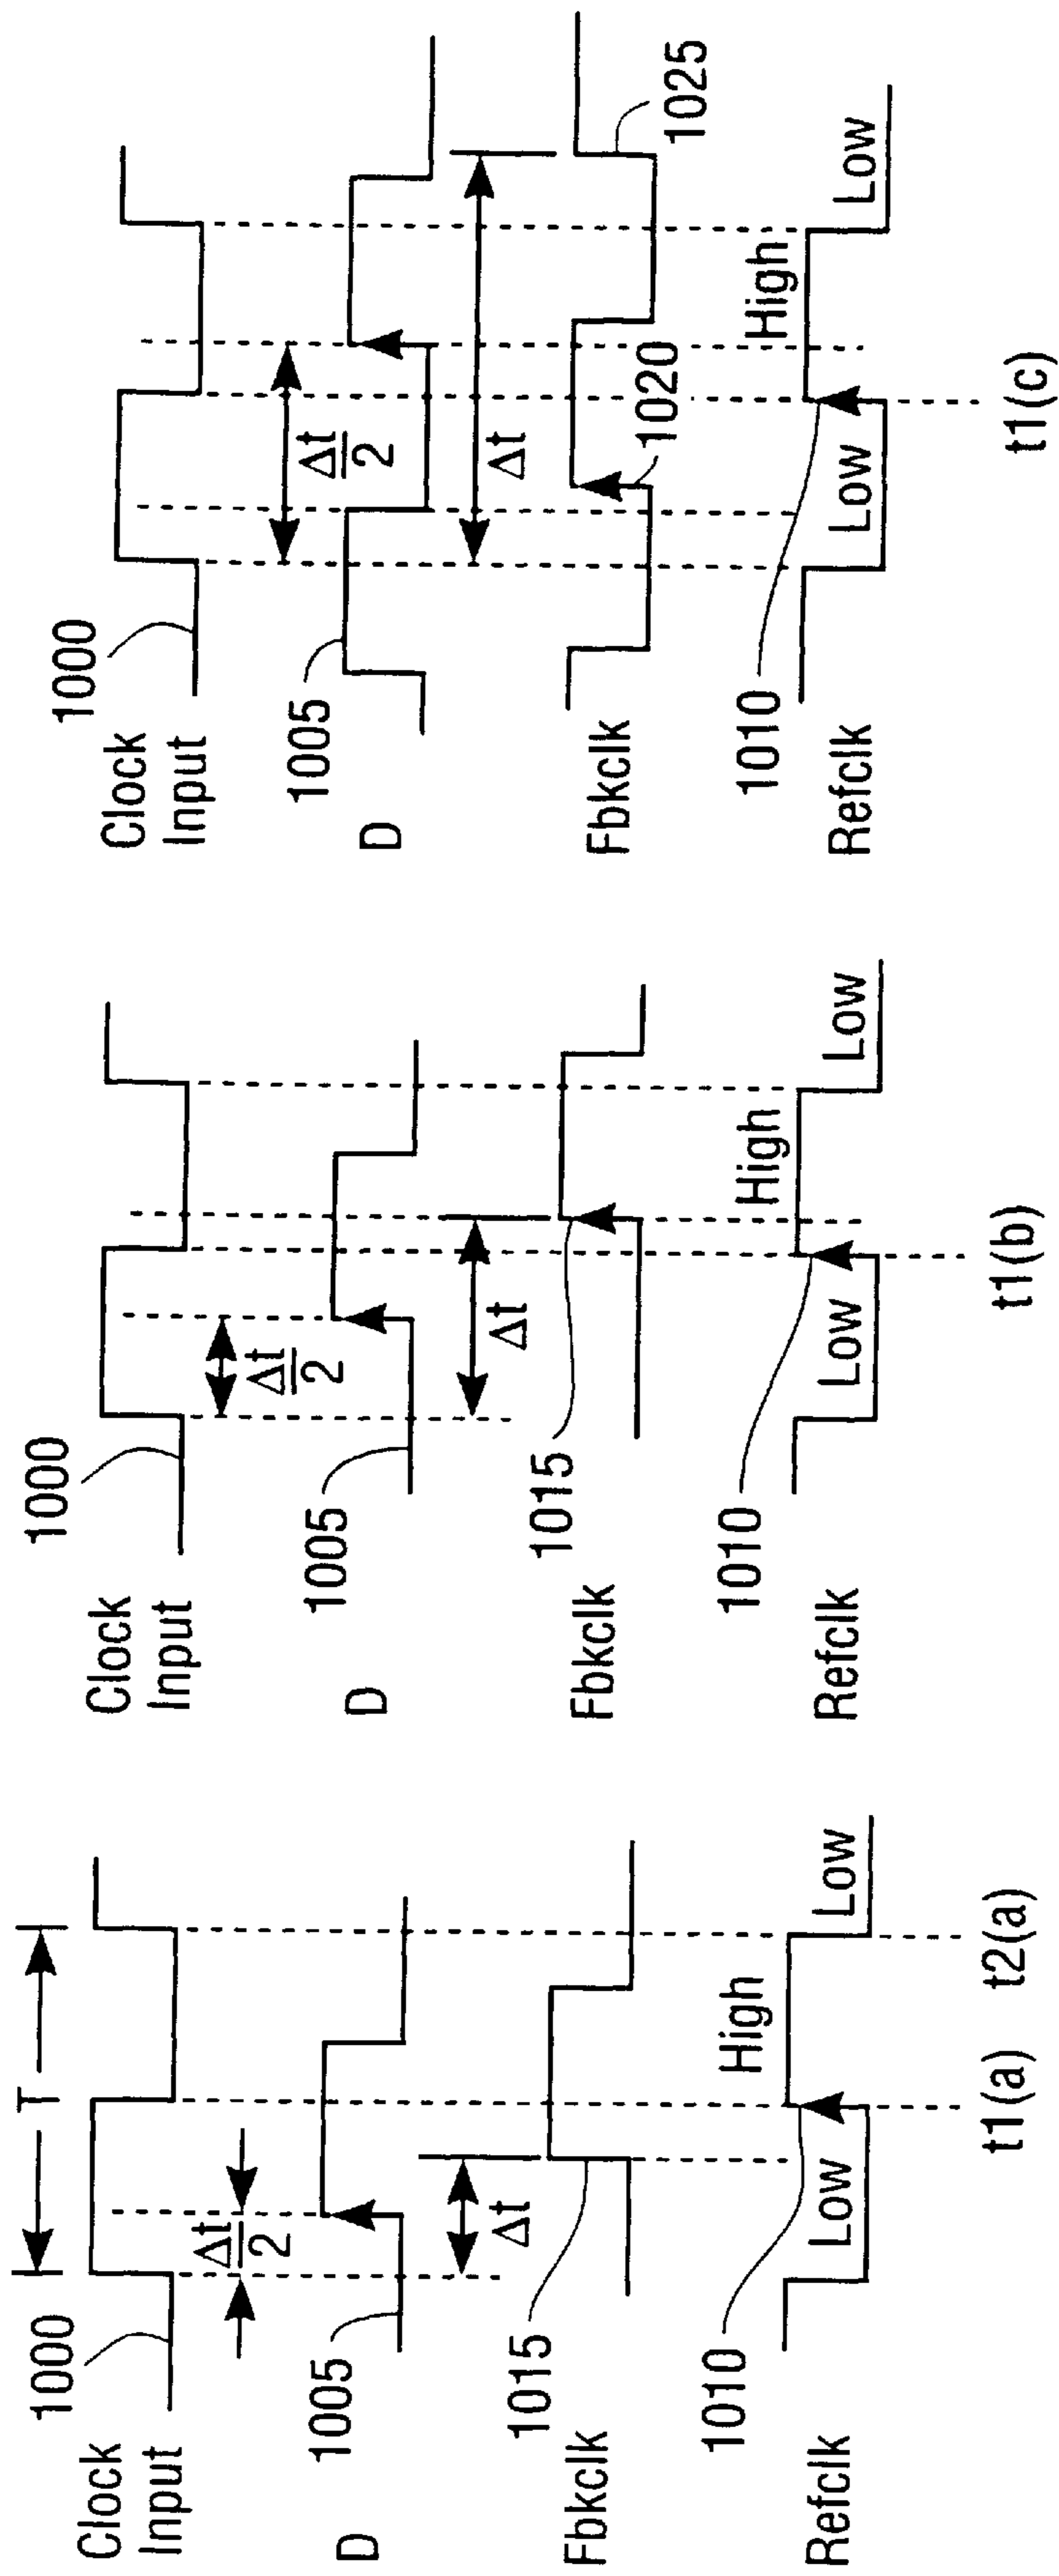 Clock
Input
1000
T
D
1005
Δt
2
Fbkclk
1015
Δt
Refclk
1010
Low
High
Low
t1(a)
t2(a)
Clock
Input
1000
D
1005
Δt
2
Fbkclk
1015
Δt
Refclk
1010
Low
High
Low
t1(b)
Clock
Input
1000
D
1005
Δt
2
Fbkclk
Δt
1020
1025
Refclk
1010
Low
High
Low
t1(c)